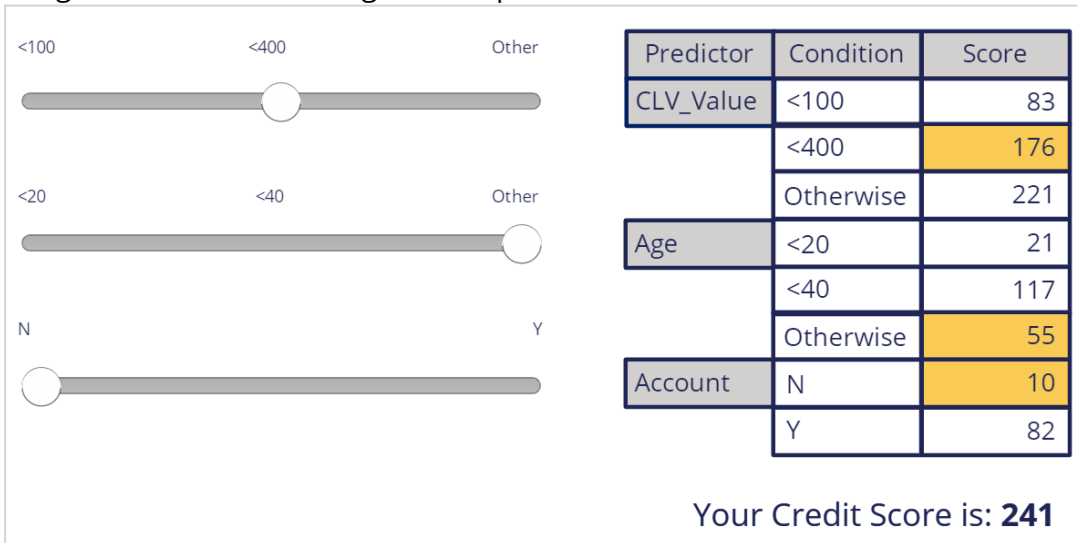 <100 <400 Other
<20 <40 Other
N Y
Predictor Condition Score
CLV_Value <100 83
<400 176
Otherwise 221
Age <20 21
<40 117
Otherwise 55
Account N 10
Y 82
Your Credit Score is: 241